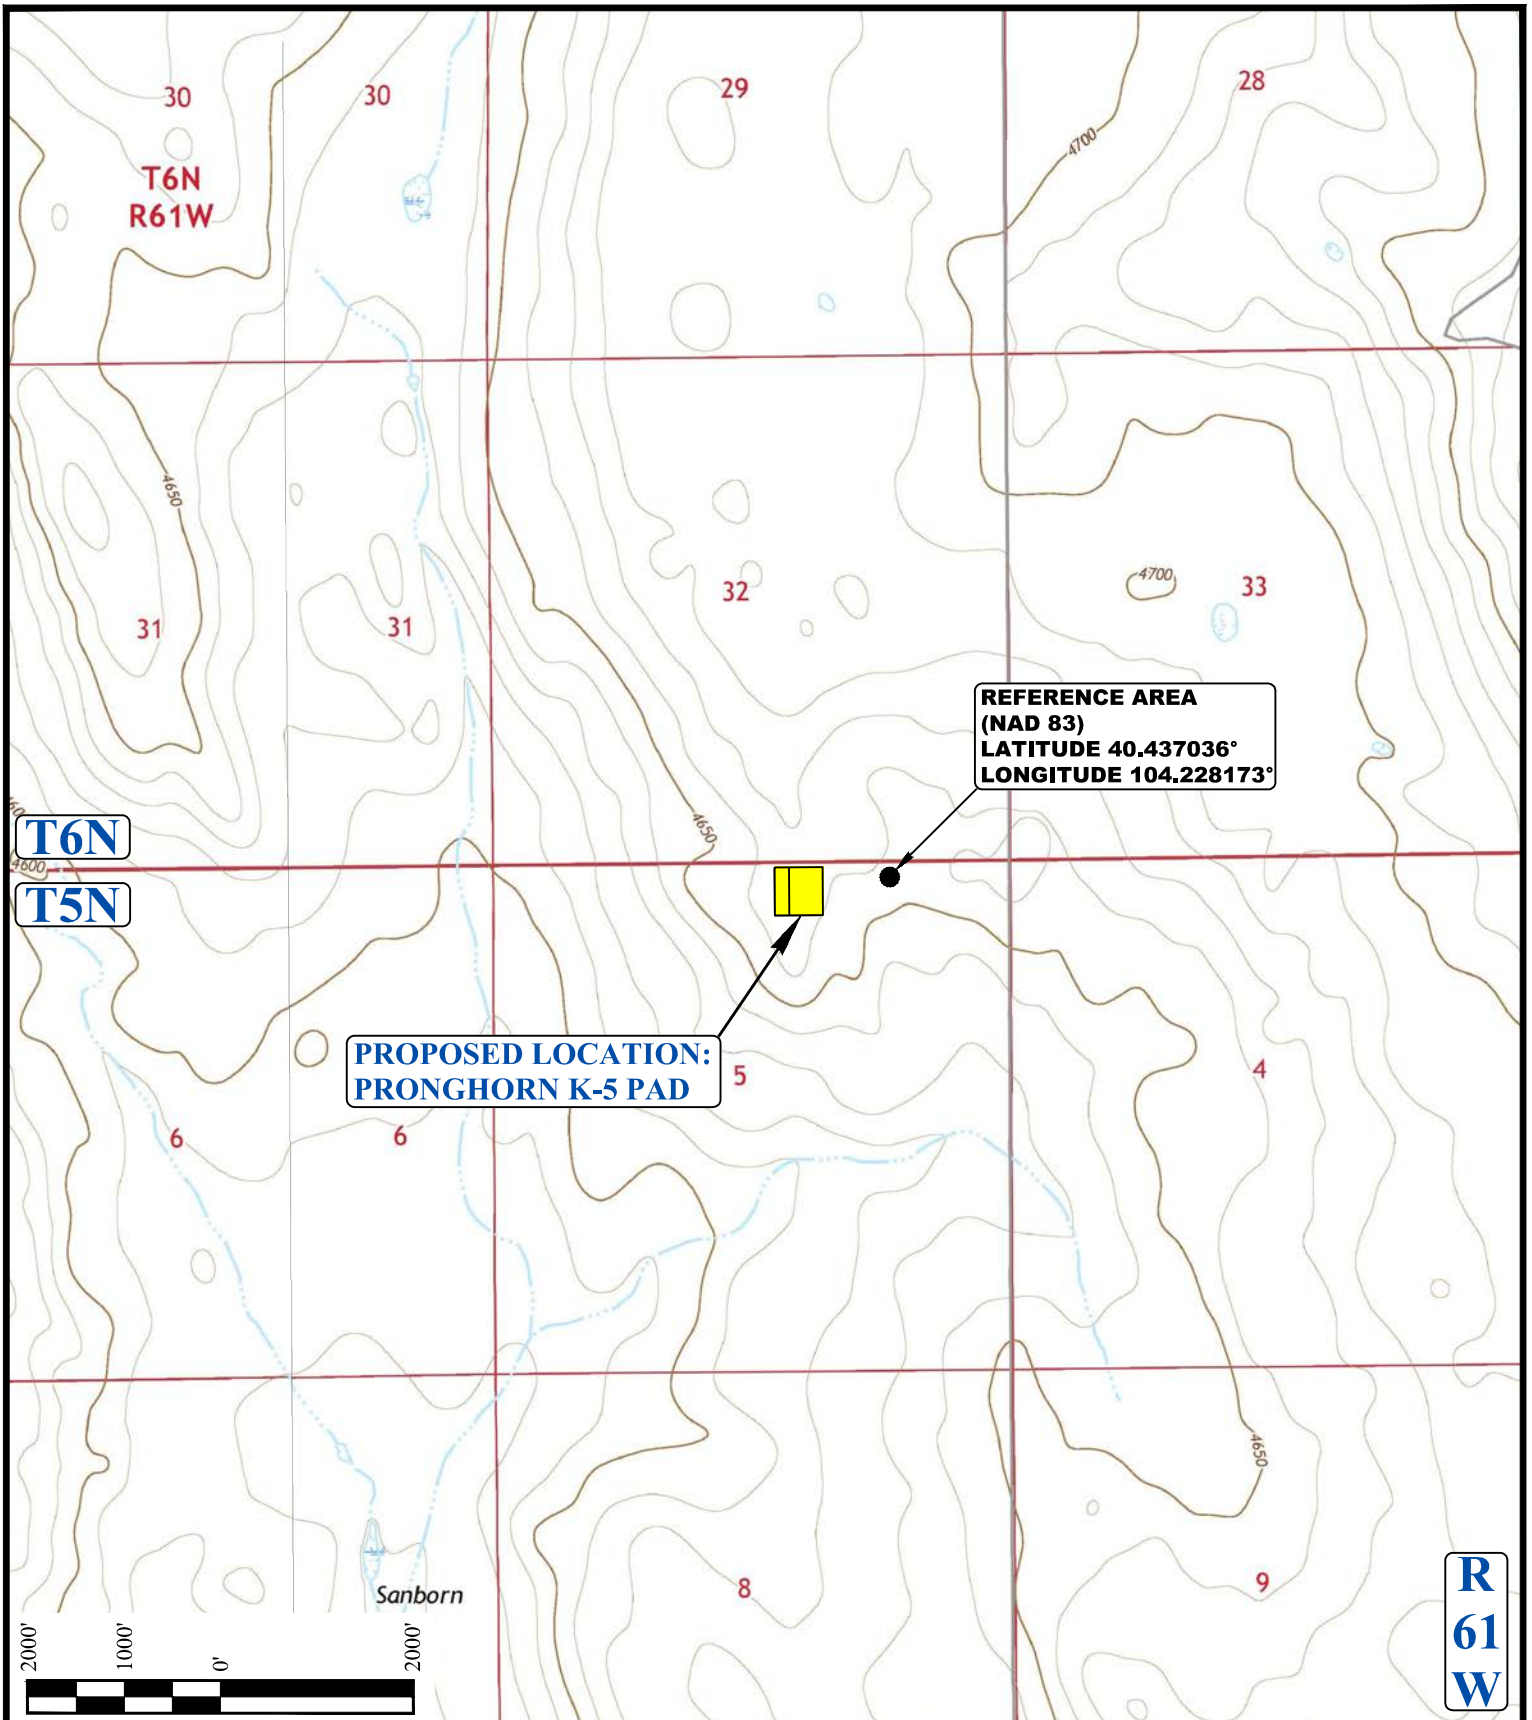 30
30
29
28
T6N
R61W
4700
4650
31
31
32
4700
33
REFERENCE AREA
(NAD 83)
LATITUDE 40.437036°
LONGITUDE 104.228173°
4650
T6N
4600
T5N
PROPOSED LOCATION:
PRONGHORN K-5 PAD
5
4
6
6
4650
Sanborn
8
9
R
61
W
2000'
1000'
0'
2000'